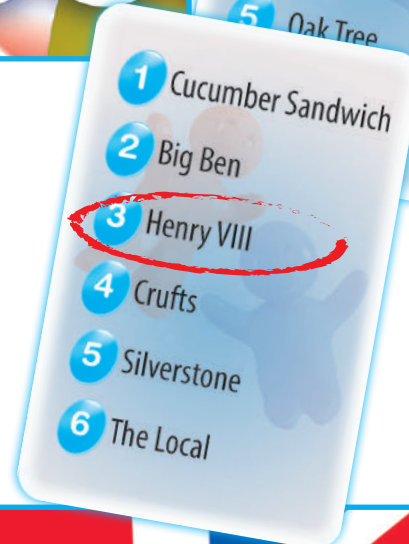 5 Oak Tree
1 Cucumber Sandwich
2 Big Ben
3 Henry VIII
4 Crufts
5 Silverstone
6 The Local